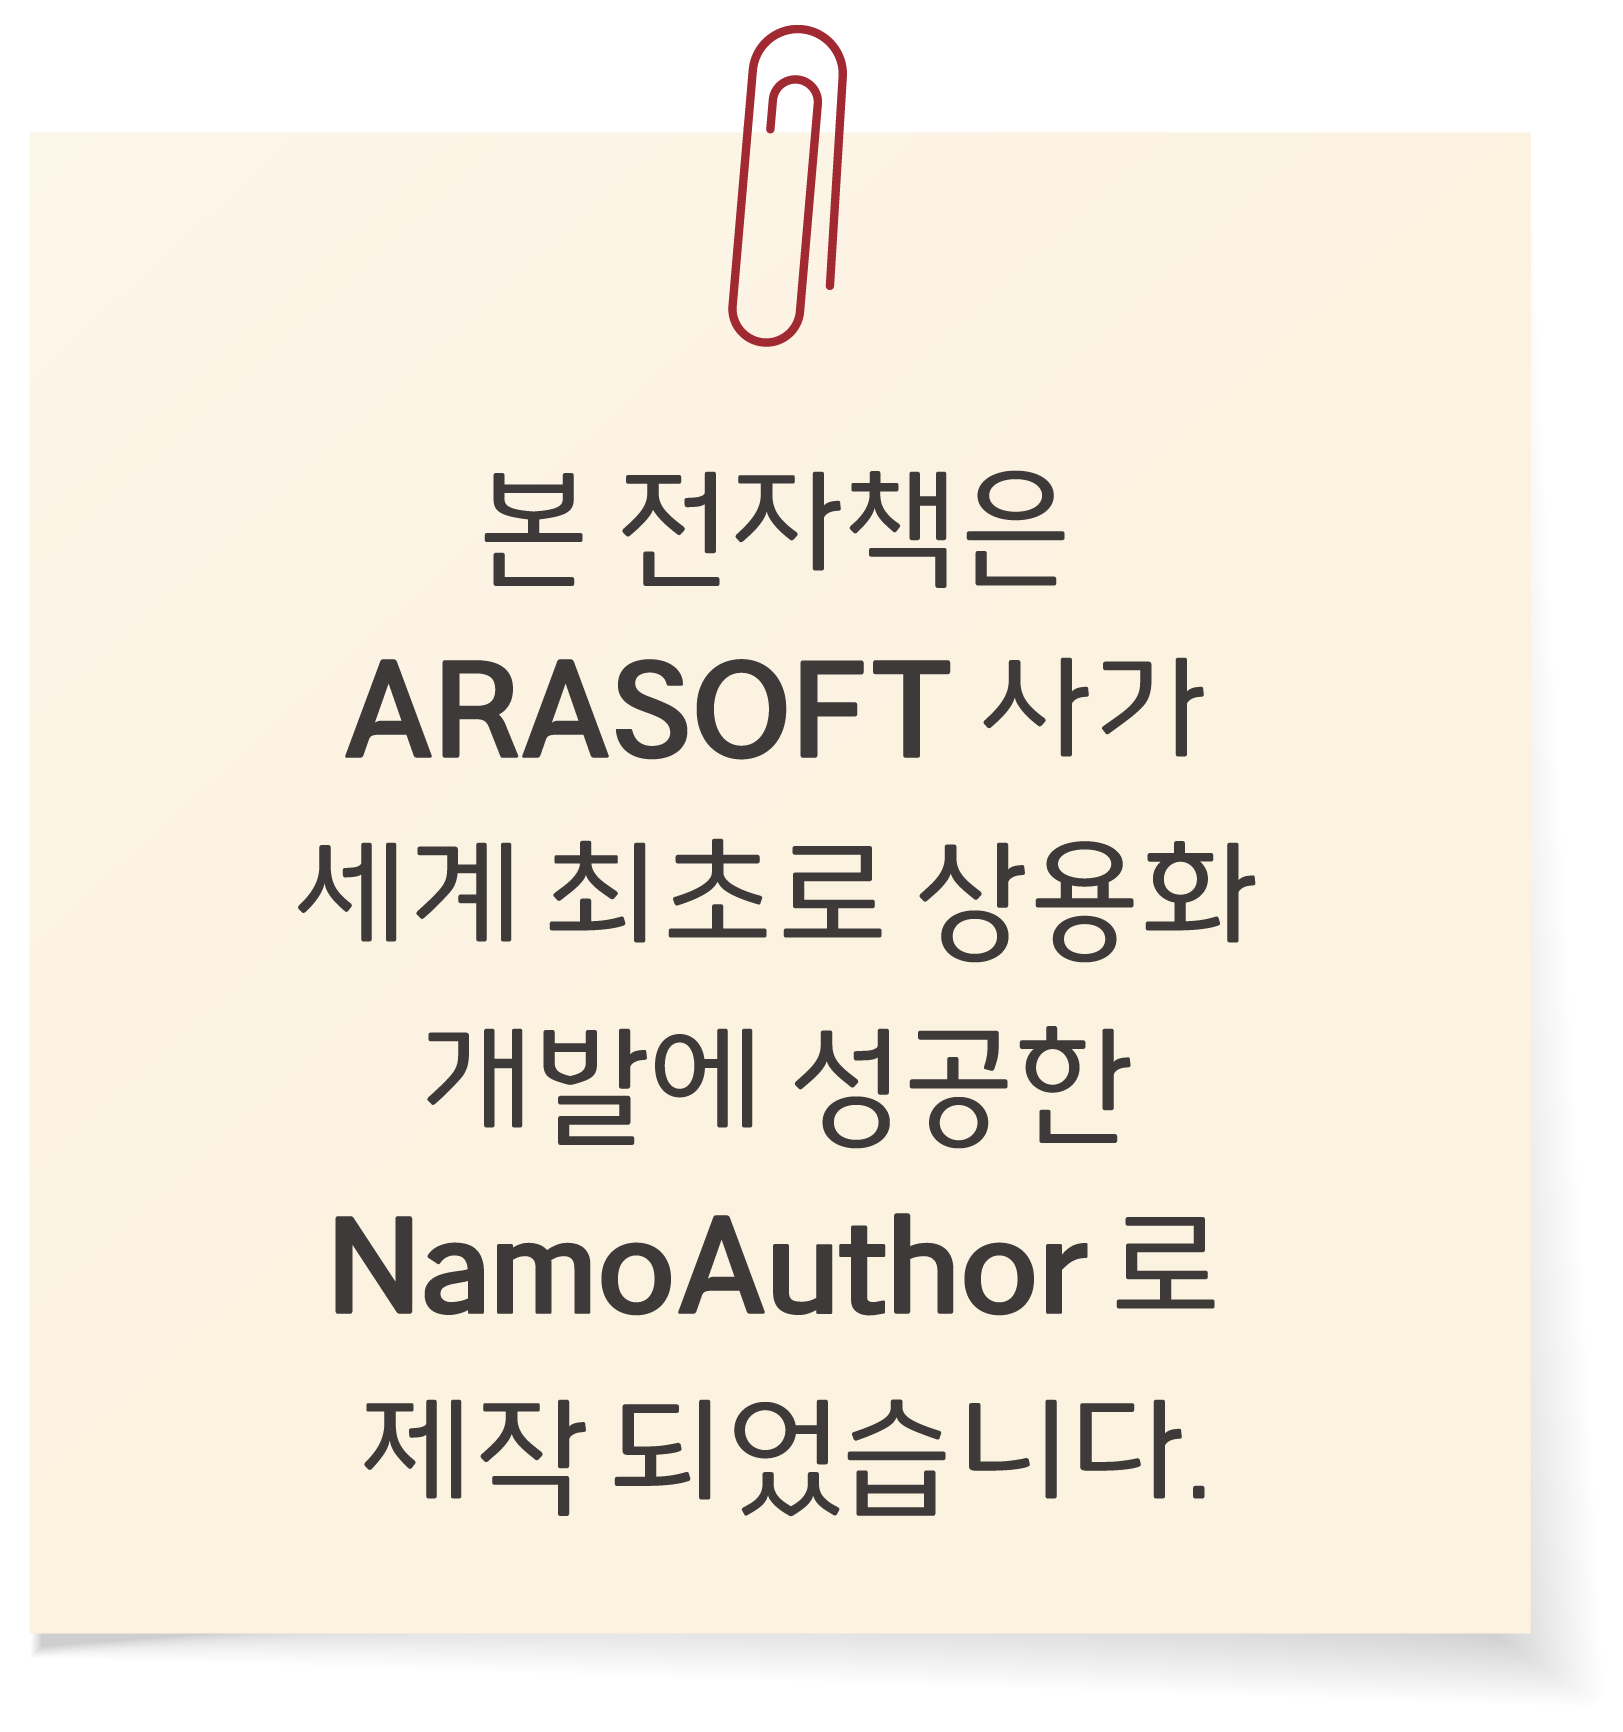 본 전자책은
ARASOFT 사가
세계 최초로 상용화
개발에 성공한
NamoAuthor 로
제작 되었습니다.